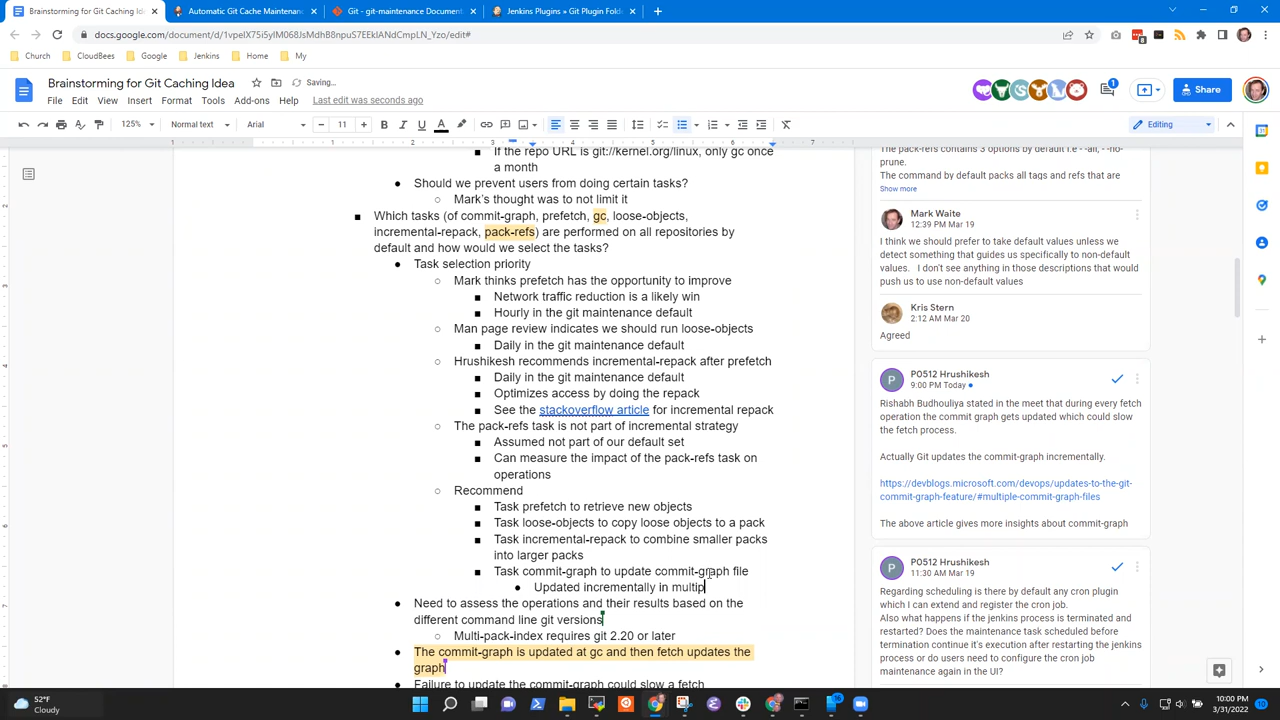 Brainstorming for Git Caching Idea
Automatic Git Cache Maintenanc
Git - git-maintenance Document
Jenkins Plugins » Git Plugin Fold
docs.google.com/document/d/1vpeIX75i5yIM068JsMdhB8npuS7EEkIANdCmpLN_Yzo/edit#
Church
CloudBees
Google
Jenkins
Home
My
Brainstorming for Git Caching Idea
Saving...
File Edit View Insert Format Tools Add-ons Help Last edit was seconds ago
Share
125%
Normal text
Arial
11
Editing
If the repo URL is git://kernel.org/linux, only gc once
a month
Should we prevent users from doing certain tasks?
Mark's thought was to not limit it
Which tasks (of commit-graph, prefetch, gc, loose-objects,
incremental-repack, pack-refs) are performed on all repositories by
default and how would we select the tasks?
Task selection priority
Mark thinks prefetch has the opportunity to improve
Network traffic reduction is a likely win
Hourly in the git maintenance default
Man page review indicates we should run loose-objects
Daily in the git maintenance default
Hrushikesh recommends incremental-repack after prefetch
Daily in the git maintenance default
Optimizes access by doing the repack
See the stackoverflow article for incremental repack
The pack-refs task is not part of incremental strategy
Assumed not part of our default set
Can measure the impact of the pack-refs task on
operations
Recommend
Task prefetch to retrieve new objects
Task loose-objects to copy loose objects to a pack
Task incremental-repack to combine smaller packs
into larger packs
Task commit-graph to update commit-graph file
Updated incrementally in multip
Need to assess the operations and their results based on the
different command line git versions
Multi-pack-index requires git 2.20 or later
The commit-graph is updated at gc and then fetch updates the
graph
Failure to update the commit-graph could slow a fetch
The pack-refs contains 3 options by default i.e - -all, - -no-
prune.
The command by default packs all tags and refs that are
Show more
Mark Waite
12:39 PM Mar 19
I think we should prefer to take default values unless we
detect something that guides us specifically to non-default
values. I don't see anything in those descriptions that would
push us to use non-default values
Kris Stern
2:12 AM Mar 20
Agreed
P0512 Hrushikesh
9:00 PM Today
Rishabh Budhouliya stated in the meet that during every fetch
operation the commit graph gets updated which could slow
the fetch process.
Actually Git updates the commit-graph incrementally.
https://devblogs.microsoft.com/devops/updates-to-the-git-
commit-graph-feature/#multiple-commit-graph-files
The above article gives more insights about commit-graph
P0512 Hrushikesh
11:30 AM Mar 19
Regarding scheduling is there by default any cron plugin
which I can extend and register the cron job.
Also what happens if the jenkins process is terminated and
restarted? Does the maintenance task scheduled before
termination continue it's execution after restarting the jenkins
process or do users need to configure the cron job
maintenance again in the UI?
52°F
Cloudy
10:00 PM
3/31/2022